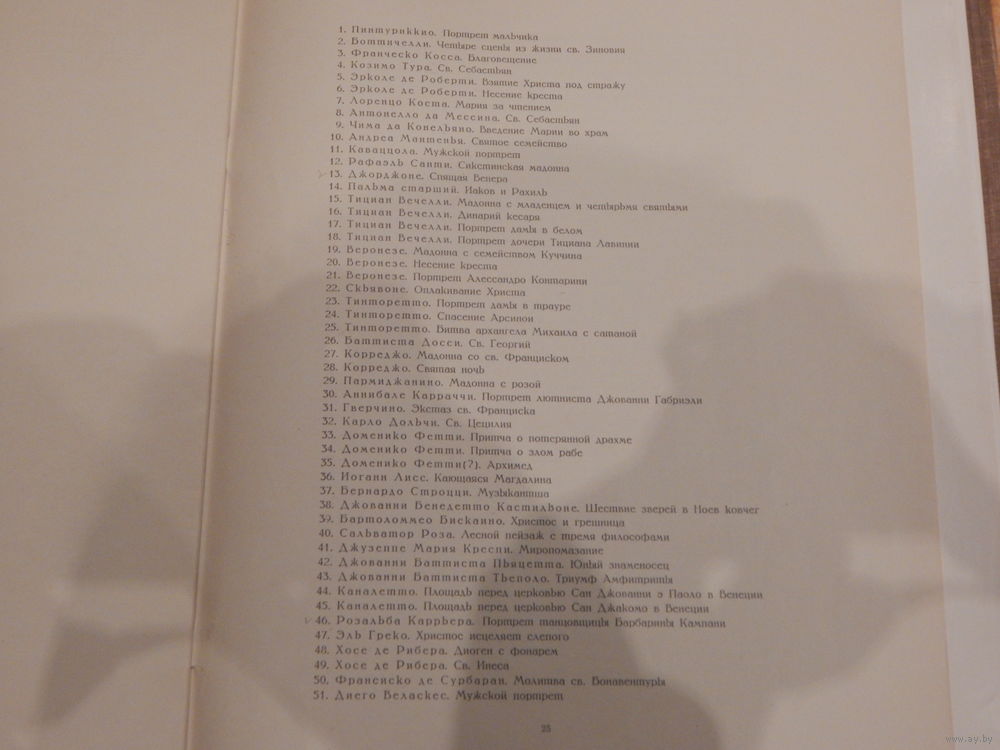 1. Пинтуриккио. Портрет мальчика
2. Боттичелли. Четыре сцены из жизни св. Зиновия
3. Франческо Косса. Благовещение
4. Козимо Тура. Св. Себастьян
5. Эрколе де Роберти. Взятие Христа под стражу
6. Эрколе де Роберти. Несение креста
7. Лоренцо Коста. Мария за чтением
8. Антонелло да Мессина. Св. Себастьян
9. Чима да Конельяно. Введение Марии во храм
10. Андреа Мантенья. Святое семейство
11. Каваццола. Мужской портрет
12. Рафаэль Санти. Сикстинская мадонна
13. Джорджоне. Спящая Венера
14. Пальма старший. Иаков и Рахиль
15. Тициан Вечелли. Мадонна с младенцем и четырьмя святыми
16. Тициан Вечелли. Динарий кесаря
17. Тициан Вечелли. Портрет дамы в белом
18. Тициан Вечелли. Портрет дочери Тициана Лавинии
19. Веронезе. Мадонна с семейством Куччина
20. Веронезе. Несение креста
21. Веронезе. Портрет Алессандро Контарини
22. Скьявоне. Оплакивание Христа
23. Тинторетто. Портрет дамы в трауре
24. Тинторетто. Спасение Арсинои
25. Тинторетто. Битва архангела Михаила с сатаной
26. Баттиста Досси. Св. Георгий
27. Корреджо. Мадонна со св. Франциском
28. Корреджо. Святая ночь
29. Пармиджанино. Мадонна с розой
30. Аннибале Карраччи. Портрет лютниста Джованни Габриэли
31. Гверчино. Экстаз св. Франциска
32. Карло Дольчи. Св. Цецилия
33. Доменико Фетти. Притча о потерянной драхме
34. Доменико Фетти. Притча о злом рабе
35. Доменико Фетти(?). Архимед
36. Иоганн Лисс. Кающаяся Магдалина
37. Бернардо Строцци. Музыкантша
38. Джованни Бенедетто Кастильоне. Шествие зверей в Ноев ковчег
39. Бартоломмео Бискаино. Христос и грешница
40. Сальватор Роза. Лесной пейзаж с тремя философами
41. Джузеппе Мария Креспи. Миропомазание
42. Джованни Баттиста Пьяцетта. Юный знаменосец
43. Джованни Баттиста Тьеполо. Триумф Амфитриты
44. Каналетто. Площадь перед церковью Сан Джованни э Паоло в Венеции
45. Каналетто. Площадь перед церковью Сан Джакомо в Венеции
46. Розальба Каррьера. Портрет танцовщицы Барбарины Кампани
47. Эль Греко. Христос исцеляет слепого
48. Хосе де Рибера. Диоген с фонарем
49. Хосе де Рибера. Св. Инеса
50. Франсиско де Сурбаран. Молитва св. Бонавентуры
51. Диего Веласкес. Мужской портрет
25
www.ay.by